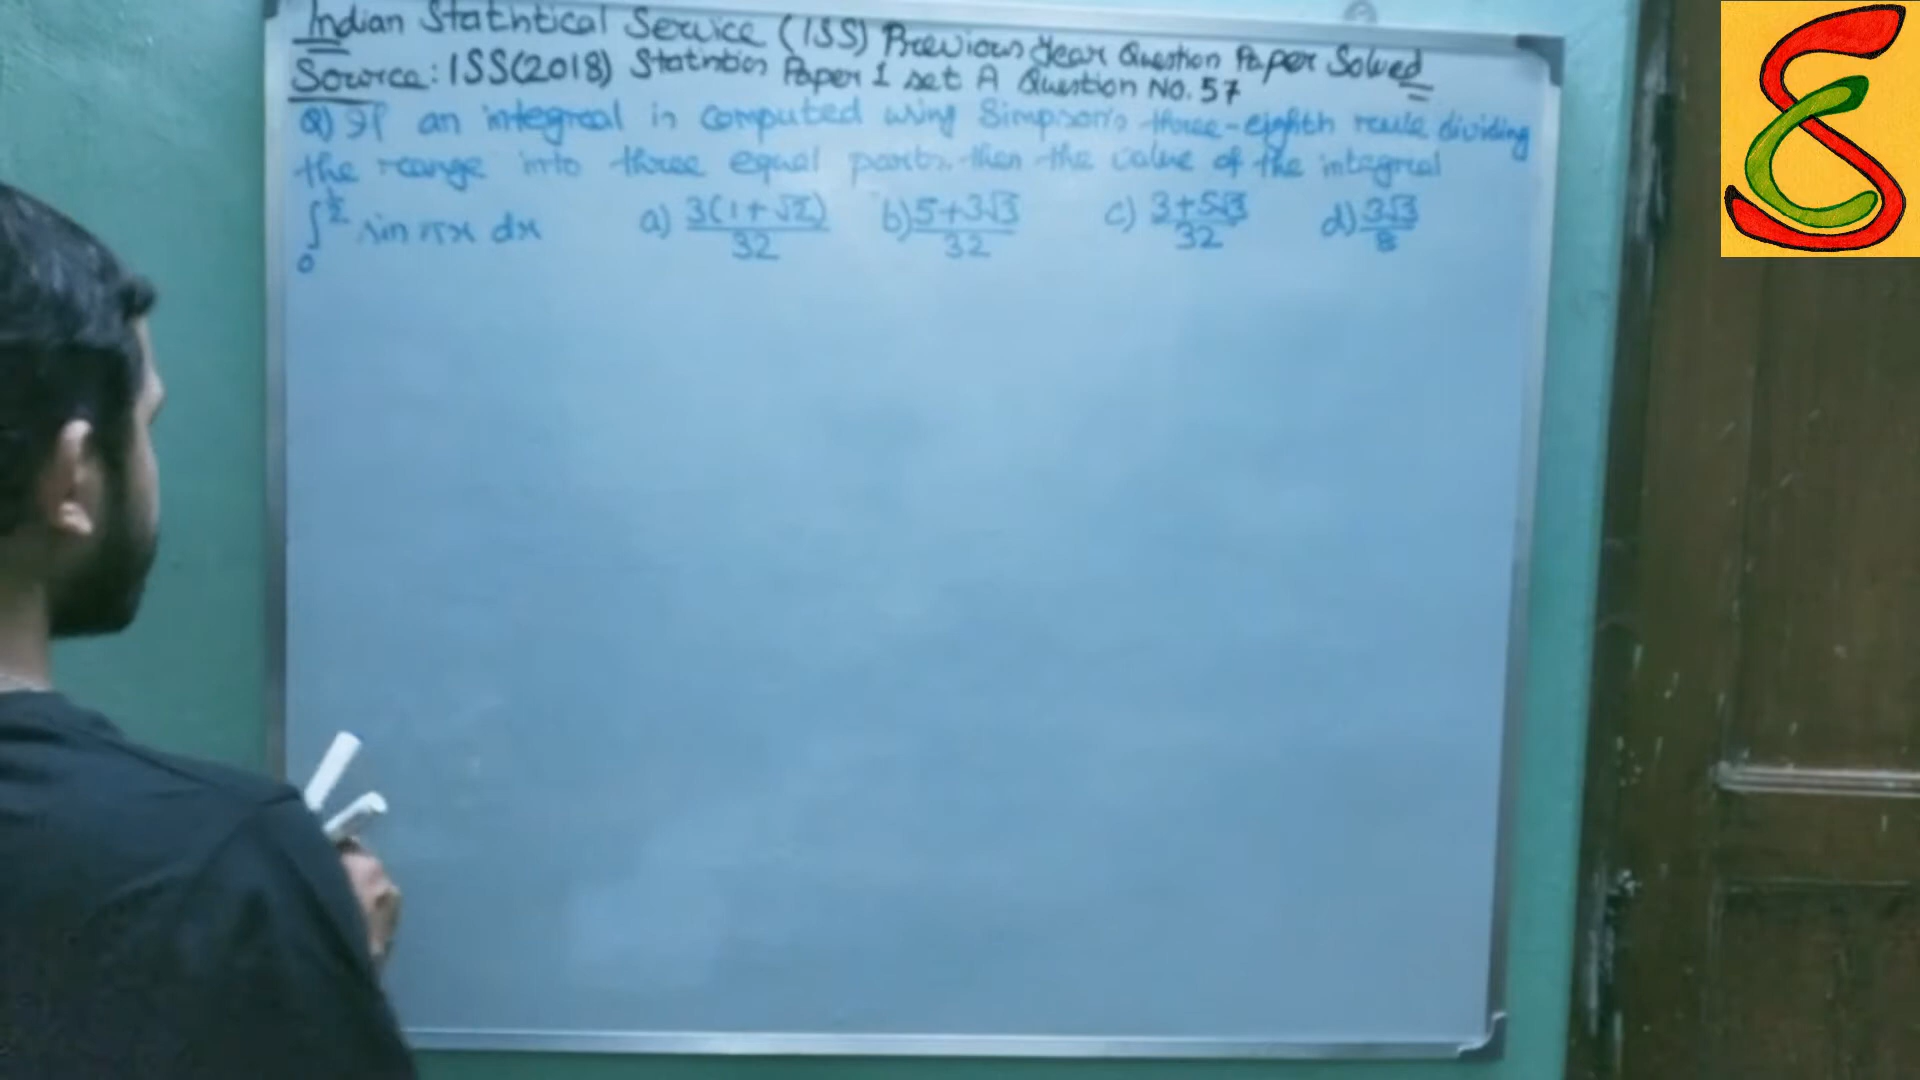 Indian Statistical Service (ISS) Previous Year Question Paper Solved
Source: ISS(2018) Statistics Paper 1 set A Question No. 57
Q) If an integral is computed using Simpson's three-eighth rule dividing
the range into three equal parts, then the value of the integral
∫₀^{1/2} sin πx dx a) 3(1+√2)/32 b) 5+3√3/32 c) 3+5√3/32 d) 3√3/8